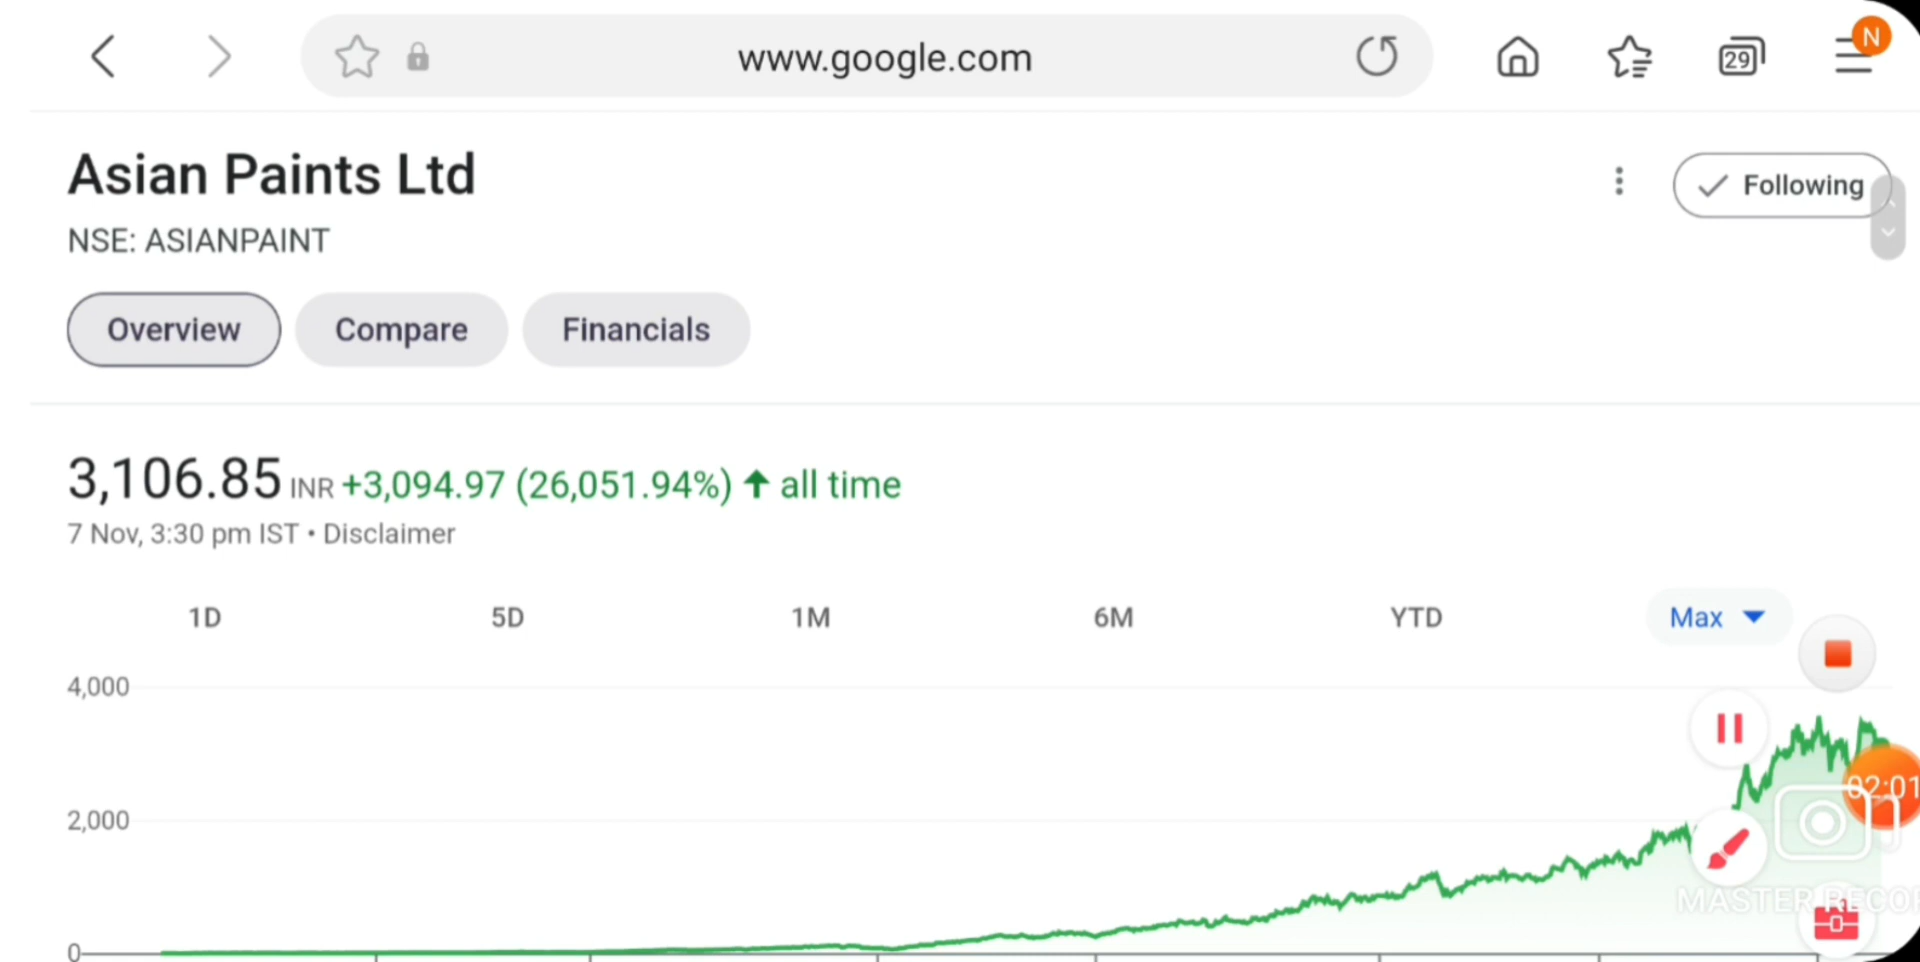 www.google.com
29
N
Asian Paints Ltd
Following
NSE: ASIANPAINT
Overview Compare Financials
3,106.85 INR +3,094.97 (26,051.94%) ↑ all time
7 Nov, 3:30 pm IST • Disclaimer
1D 5D 1M 6M YTD Max
4,000
02:01
2,000
MASTER RECO
0